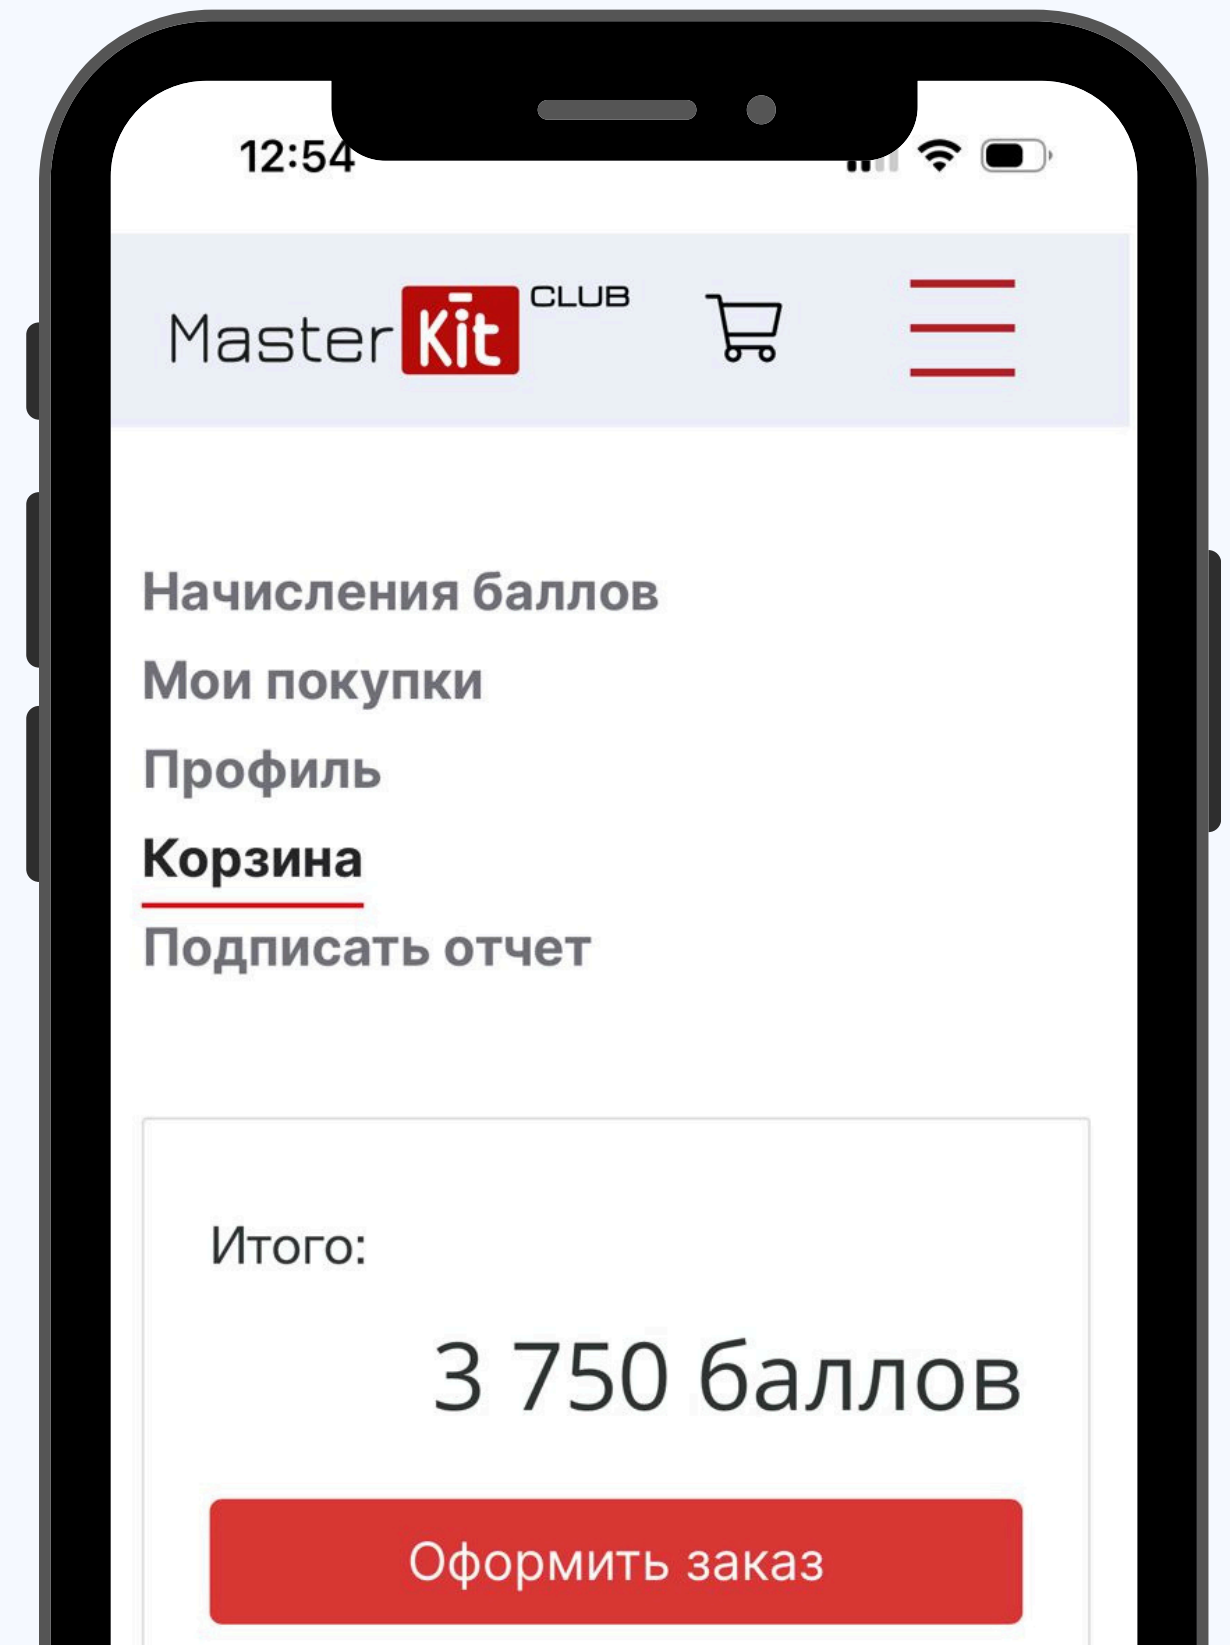 12:54
Master Kit CLUB
Начисления баллов
Мои покупки
Профиль
Корзина
Подписать отчет
Итого:
3 750 баллов
Оформить заказ